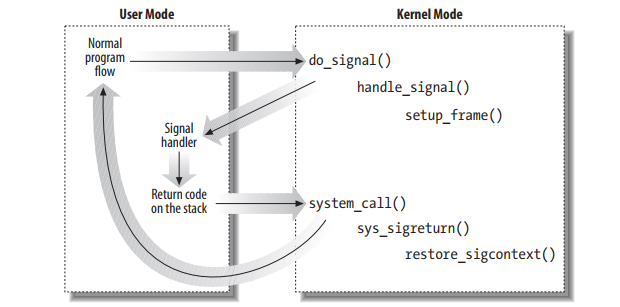 User Mode
Kernel Mode
Normal
program
flow
do_signal()
handle_signal()
setup_frame()
Signal
handler
Return code
on the stack
system_call()
sys_sigreturn()
restore_sigcontext()